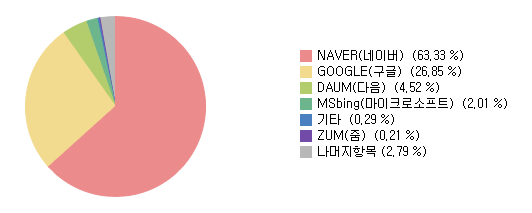 NAVER(네이버) (63,33 %)
GOOGLE(구글) (26,85 %)
DAUM(다음) (4,52 %)
MSbing(마이크로소프트) (2,01 %)
기타 (0,29 %)
ZUM(줌) (0,21 %)
나머지항목 (2,79 %)